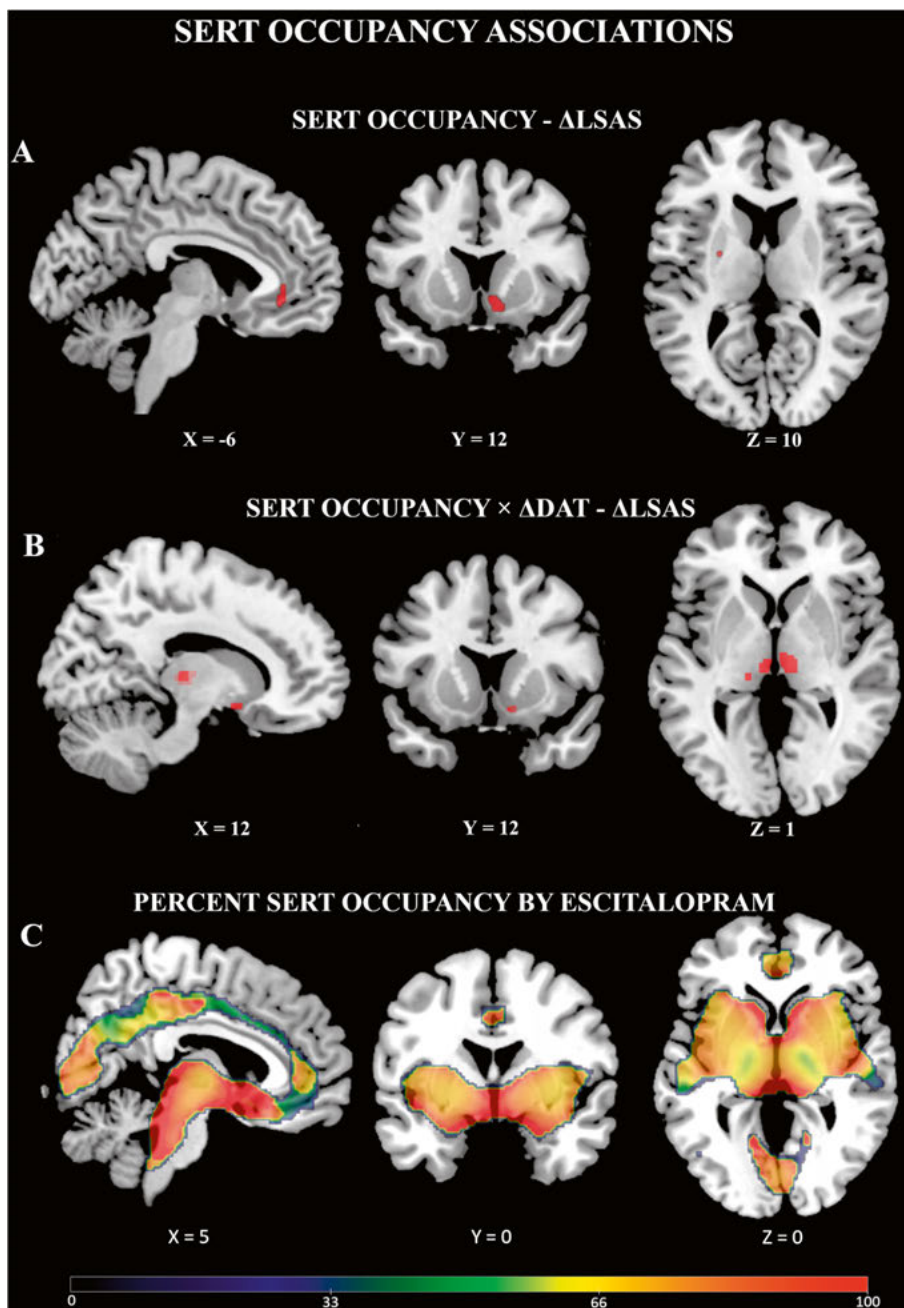 SERT OCCUPANCY ASSOCIATIONS
SERT OCCUPANCY - ΔLSAS
A
X = -6
Y = 12
Z = 10
SERT OCCUPANCY × ΔDAT - ΔLSAS
B
X = 12
Y = 12
Z = 1
PERCENT SERT OCCUPANCY BY ESCITALOPRAM
C
X = 5
Y = 0
Z = 0
0
33
66
100